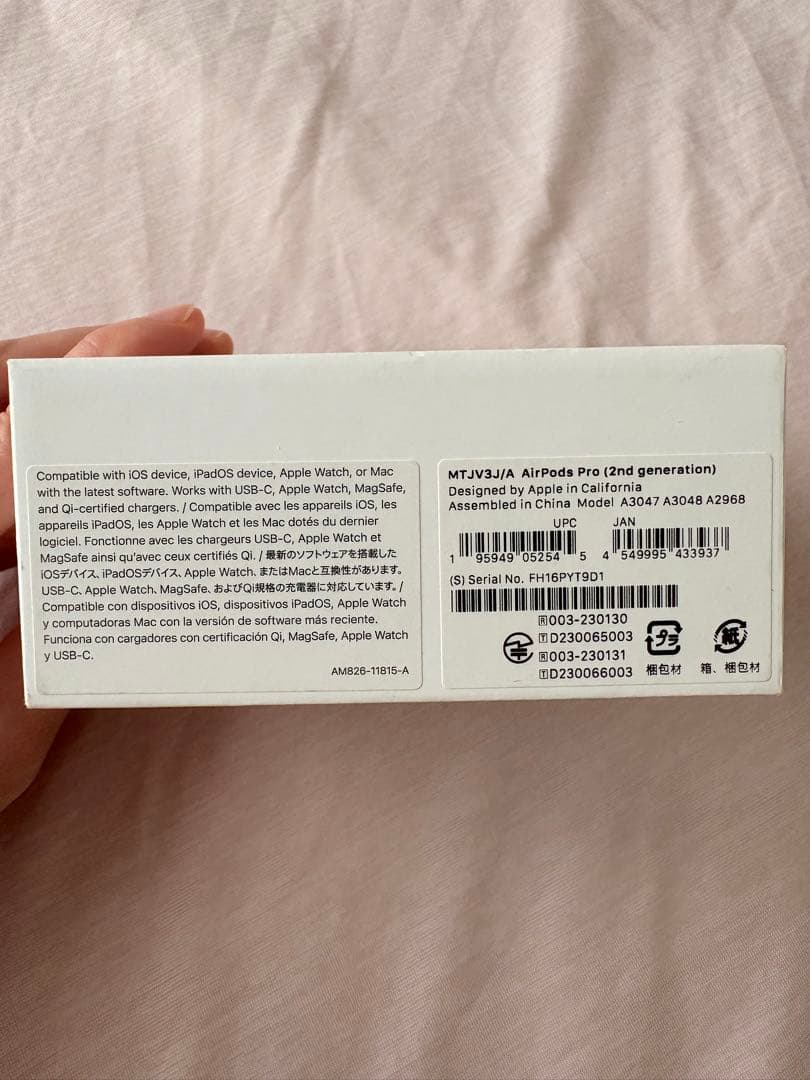 Compatible with iOS device, iPadOS device, Apple Watch, or Mac
with the latest software. Works with USB-C, Apple Watch, MagSafe,
and Qi-certified chargers. / Compatible avec les appareils iOS, les
appareils iPadOS, les Apple Watch et les Mac dotés du dernier
logiciel. Fonctionne avec les chargeurs USB-C, Apple Watch et
MagSafe ainsi qu'avec ceux certifiés Qi. / 最新のソフトウェアを搭載した
iOSデバイス、iPadOSデバイス、Apple Watch、またはMacと互換性があります。
USB-C、Apple Watch、MagSafe、およびQi規格の充電器に対応しています。/
Compatible con dispositivos iOS, dispositivos iPadOS, Apple Watch
y computadoras Mac con la versión de software más reciente.
Funciona con cargadores con certificación Qi, MagSafe, Apple Watch
y USB-C.
AM826-11815-A
MTJV3J/A AirPods Pro (2nd generation)
Designed by Apple in California
Assembled in China Model A3047 A3048 A2968
UPC JAN
1 95949 05254 5 4 549995 433937
(S) Serial No. FH16PYT9D1
R 003-230130
T D230065003
R 003-230131
T D230066003
プラ 紙
梱包材 箱、梱包材